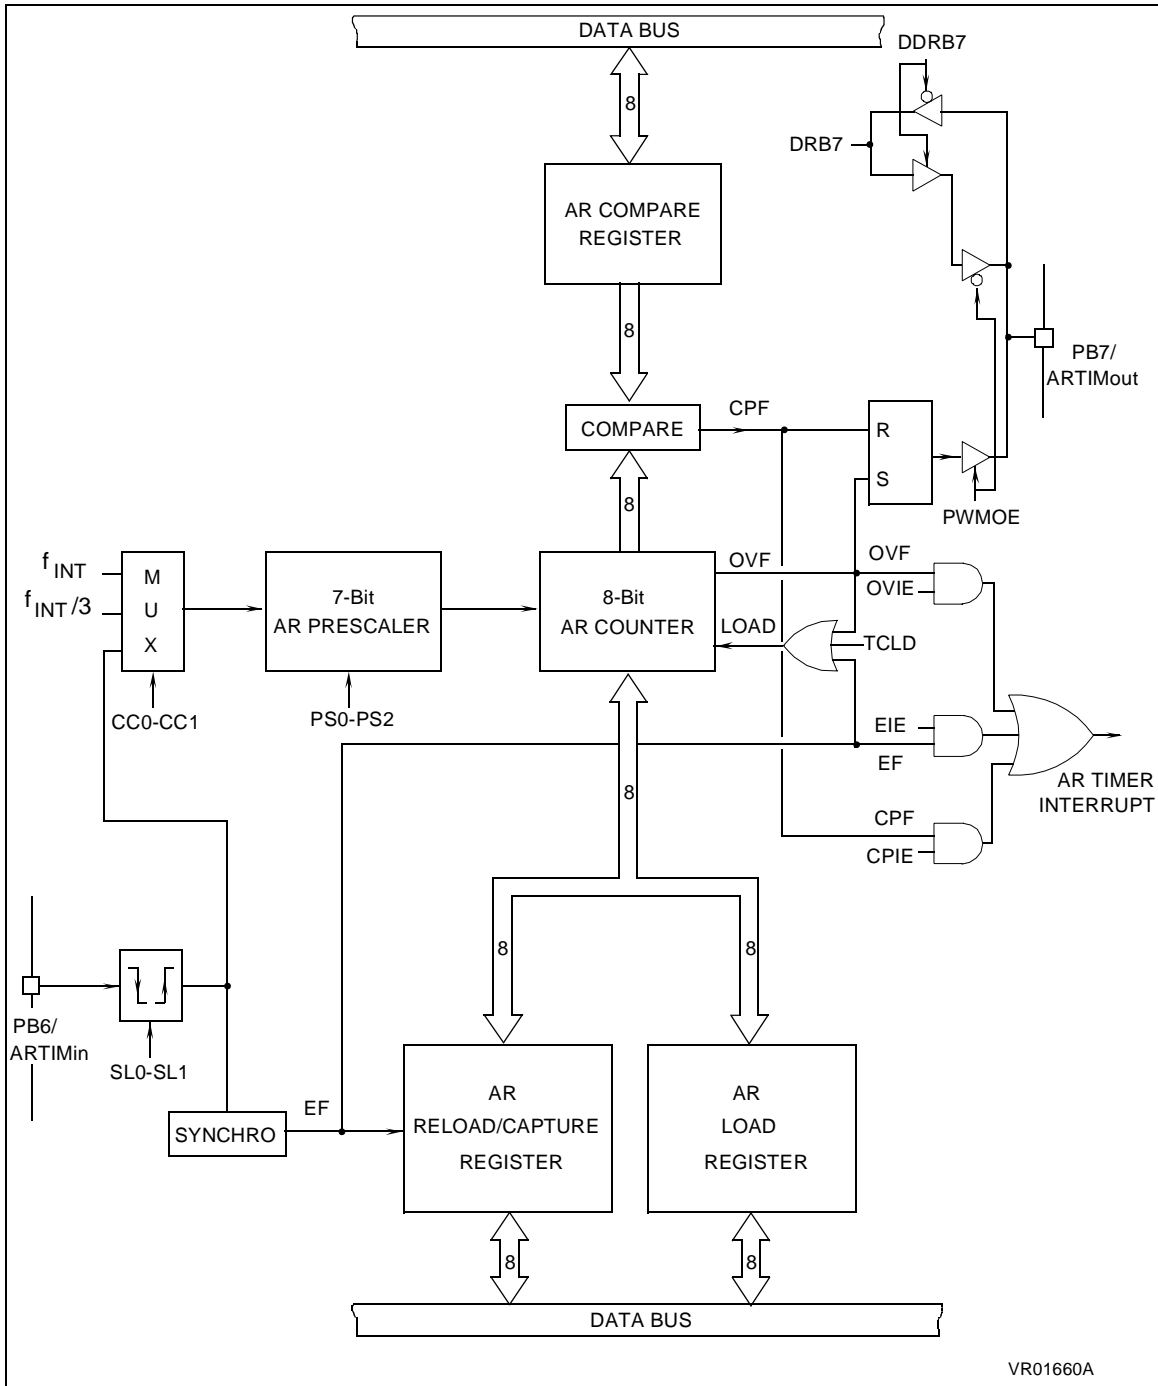 DATA BUS
DDRB7
8
DRB7
AR COMPARE
REGISTER
8
PB7/
ARTIMout
CPF
COMPARE
R
S
8
PWMOE
f INT
f INT /3
M
U
X
7-Bit
AR PRESCALER
8-Bit
AR COUNTER
OVF
OVF
OVIE
LOAD
TCLD
CC0-CC1
PS0-PS2
EIE
EF
8
AR TIMER
INTERRUPT
CPF
CPIE
8
8
PB6/
ARTIMin
SL0-SL1
EF
SYNCHRO
AR
RELOAD/CAPTURE
REGISTER
AR
LOAD
REGISTER
8
8
DATA BUS
VR01660A